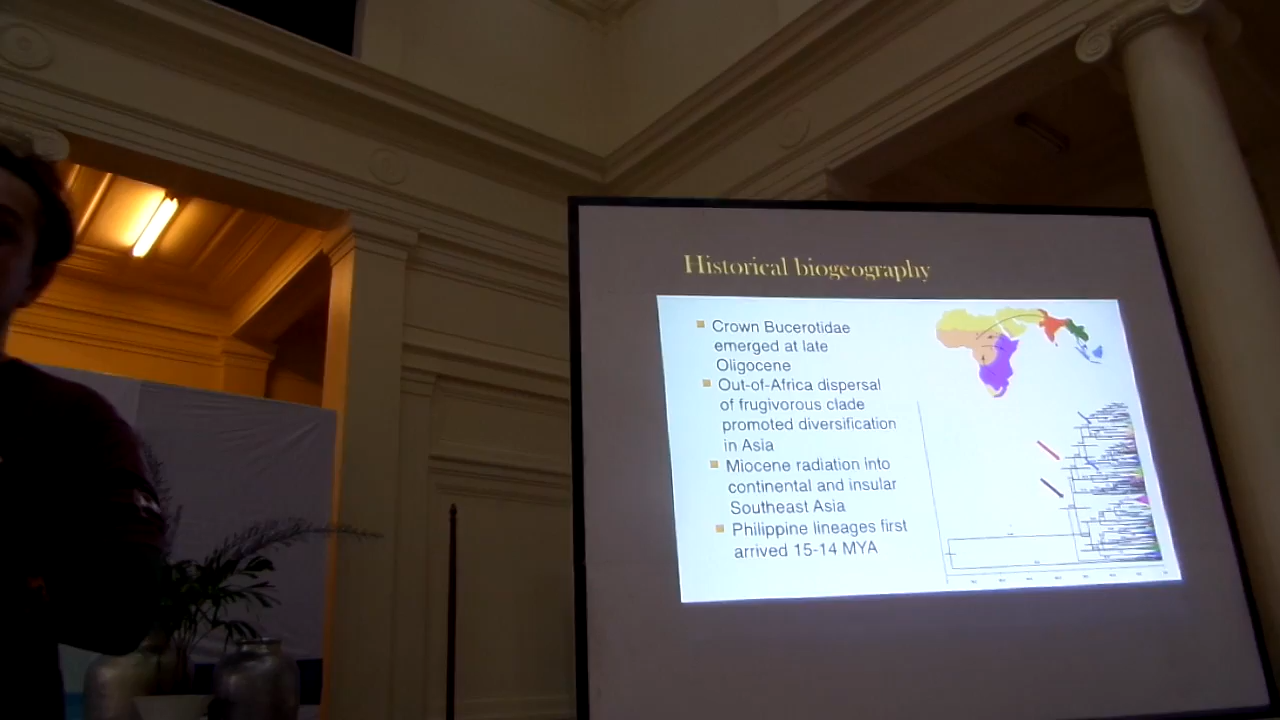 Historical biogeography
Crown Bucerotidae
emerged at late
Oligocene
Out-of-Africa dispersal
of frugivorous clade
promoted diversification
in Asia
Miocene radiation into
continental and insular
Southeast Asia
Philippine lineages first
arrived 15-14 MYA